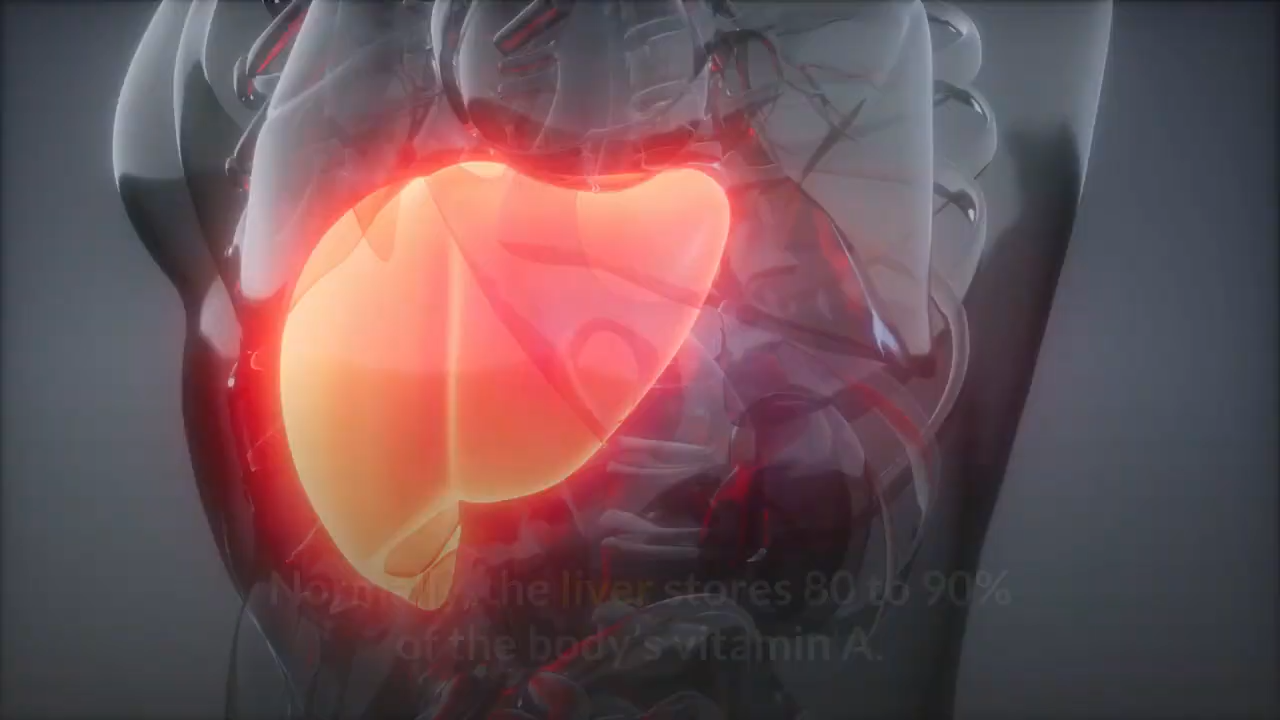 Normally, the liver stores 80 to 90%
of the body's vitamin A.